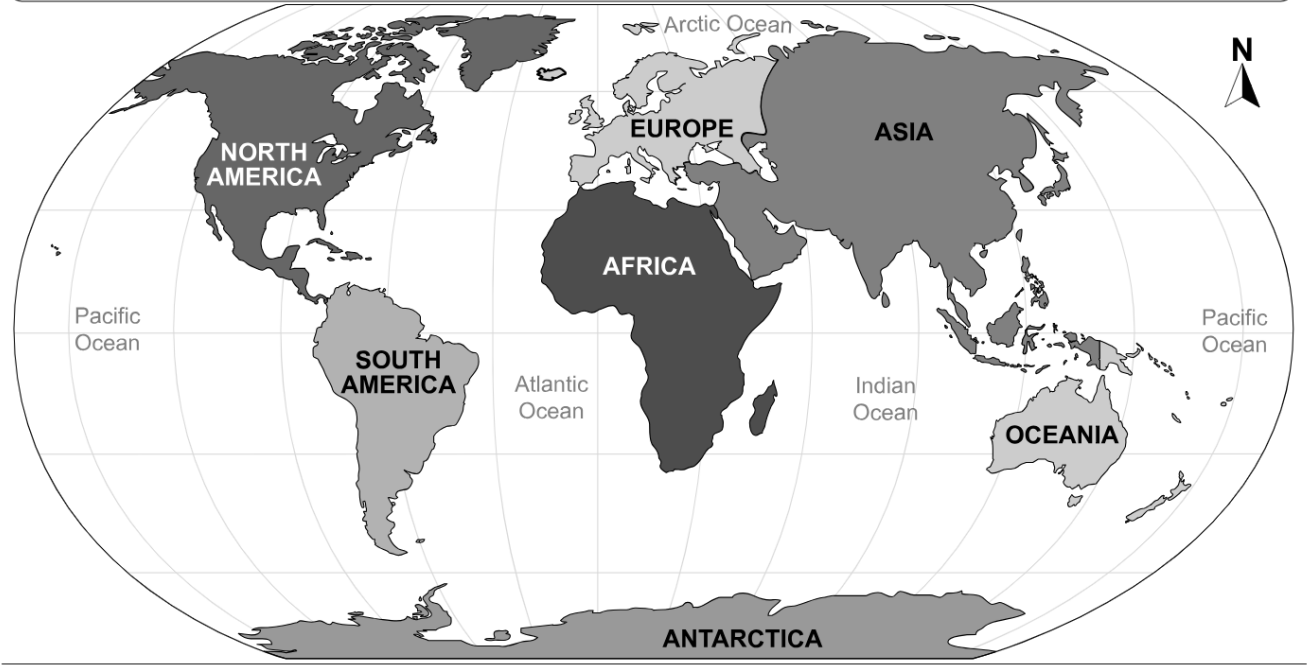 Arctic Ocean
N
EUROPE
ASIA
NORTH
AMERICA
AFRICA
Pacific
Ocean
Pacific
Ocean
SOUTH
AMERICA
Atlantic
Ocean
Indian
Ocean
OCEANIA
ANTARCTICA